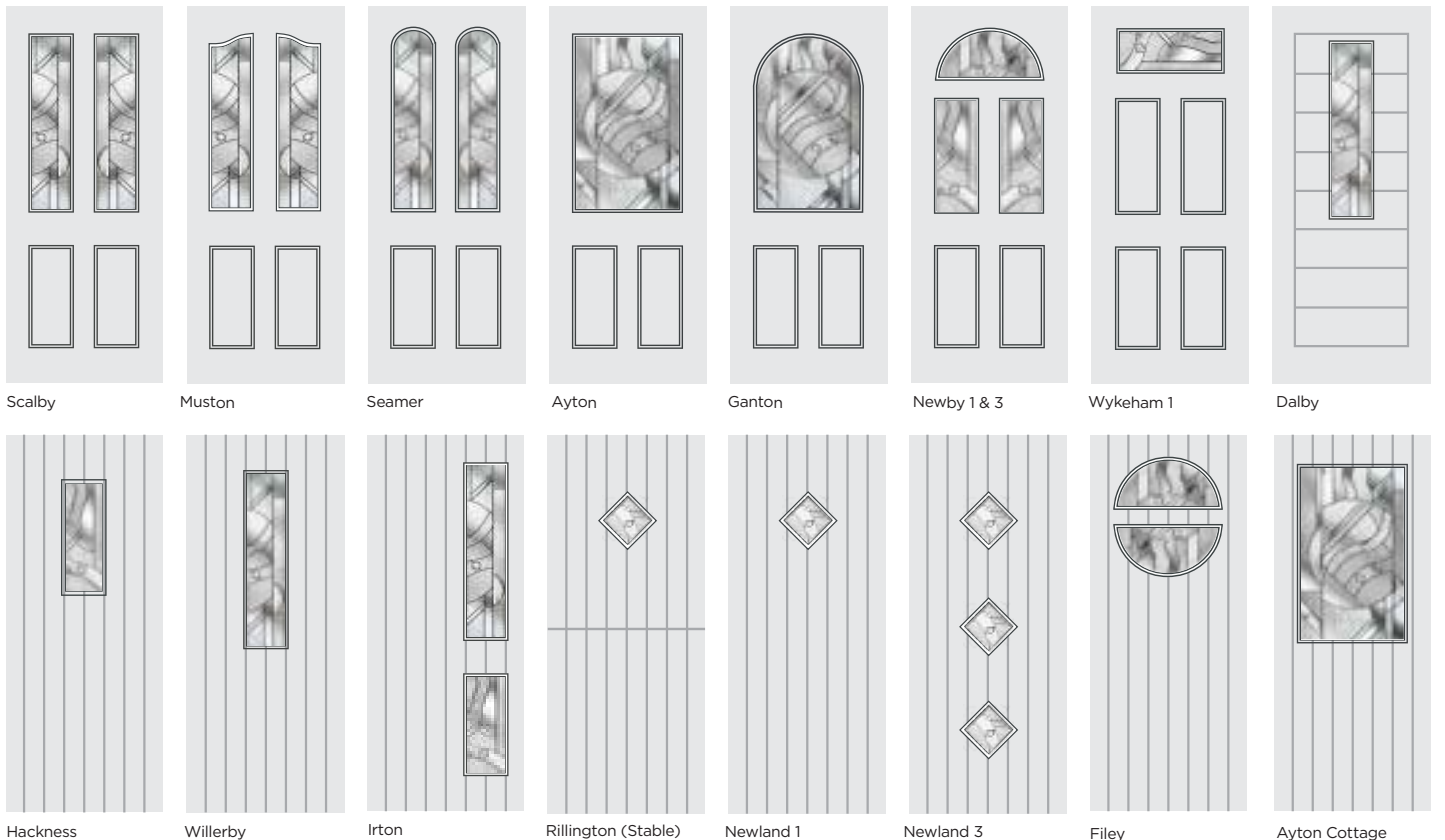 Scalby
Muston
Seamer
Ayton
Ganton
Newby 1 & 3
Wykeham 1
Dalby
Hackness
Willerby
Irton
Rillington (Stable)
Newland 1
Newland 3
Filey
Ayton Cottage